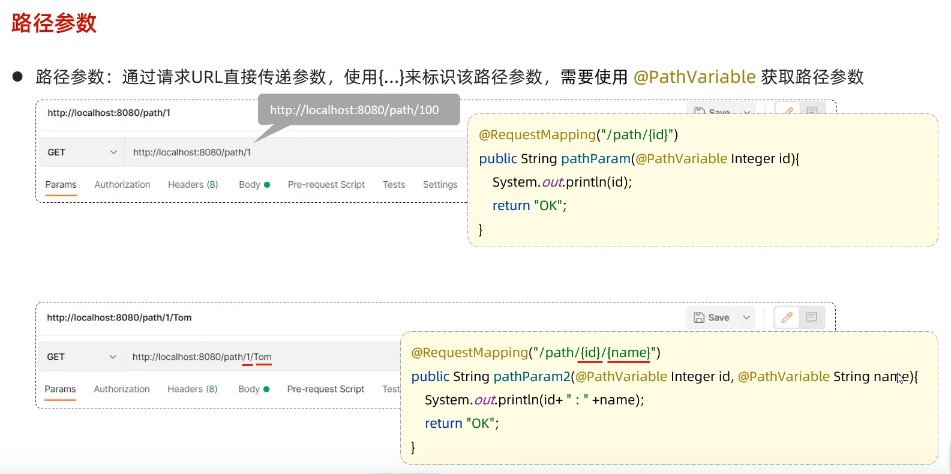 路径参数
● 路径参数：通过请求URL直接传递参数，使用{...}来标识该路径参数，需要使用 @PathVariable 获取路径参数
http://localhost:8080/path/1
Save
http://localhost:8080/path/100
GET http://localhost:8080/path/1
Params Authorization Headers (8) Body Pre-request Script Tests Settings
@RequestMapping("/path/{id}")
public String pathParam(@PathVariable Integer id){
System.out.println(id);
return "OK";
}
http://localhost:8080/path/1/Tom
Save
GET http://localhost:8080/path/1/Tom
Params Authorization Headers (8) Body Pre-request Script Test
@RequestMapping("/path/{id}/{name}")
public String pathParam2(@PathVariable Integer id, @PathVariable String name){
System.out.println(id+ " : " +name);
return "OK";
}